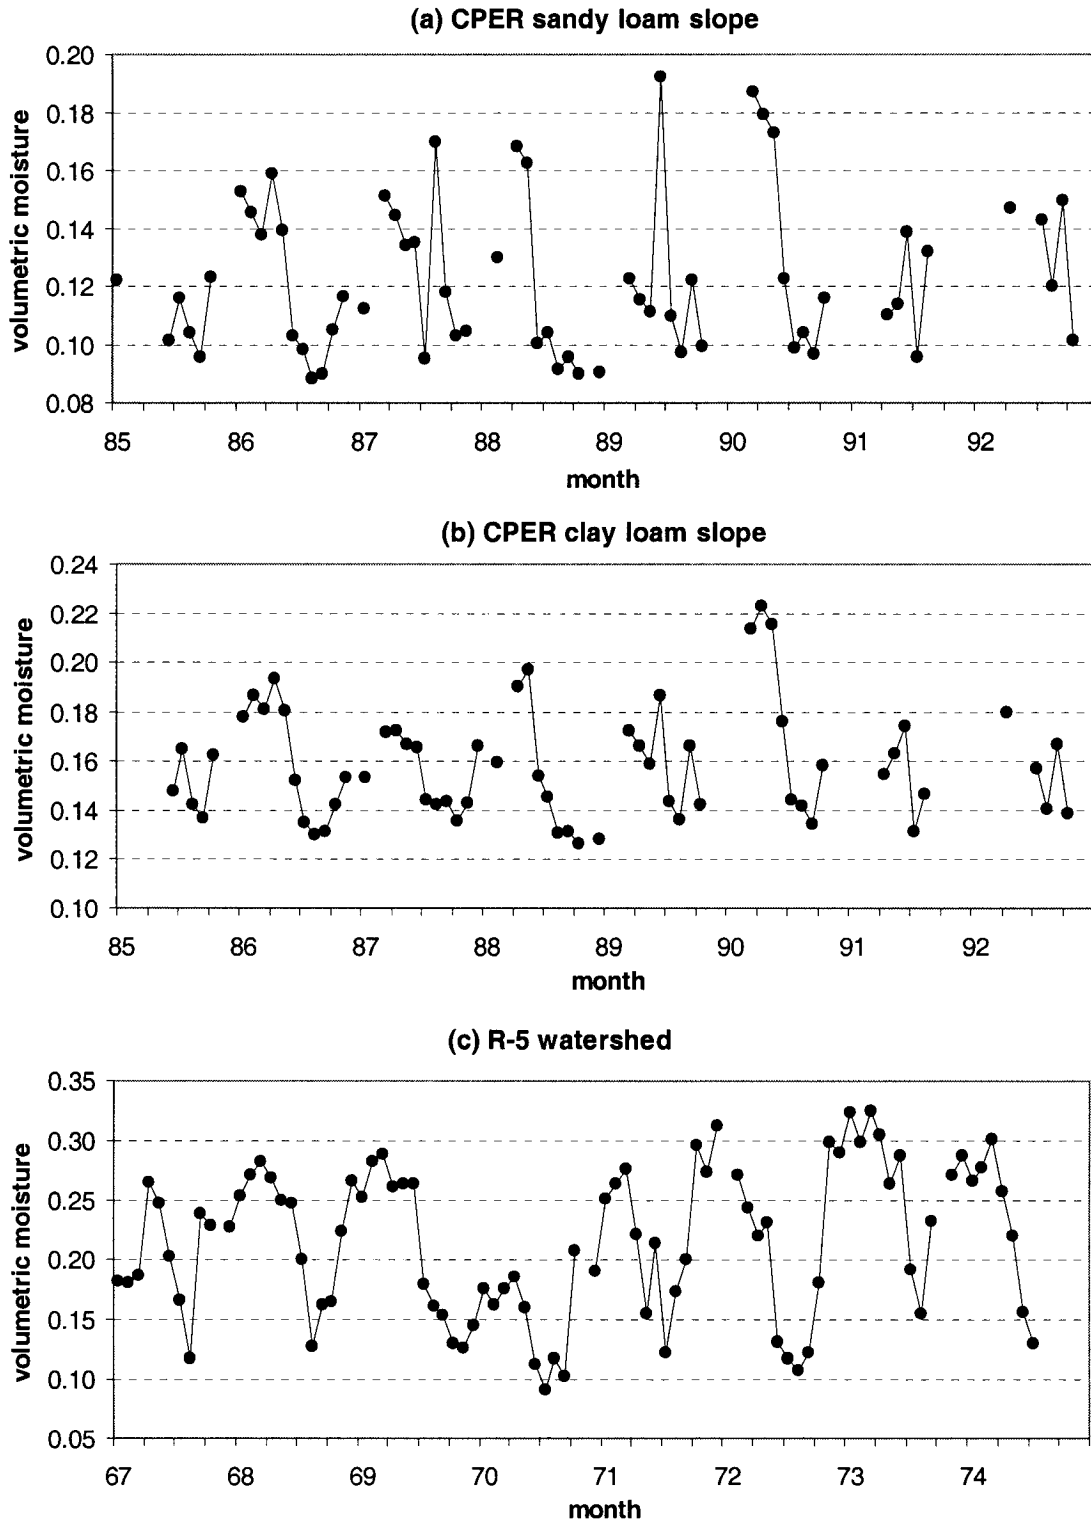 (a) CPER sandy loam slope
0.20
0.18
0.16
0.14
0.12
0.10
0.08
volumetric moisture
85 86 87 88 89 90 91 92
month
(b) CPER clay loam slope
0.24
0.22
0.20
0.18
0.16
0.14
0.12
0.10
volumetric moisture
85 86 87 88 89 90 91 92
month
(c) R-5 watershed
0.35
0.30
0.25
0.20
0.15
0.10
0.05
volumetric moisture
67 68 69 70 71 72 73 74
month